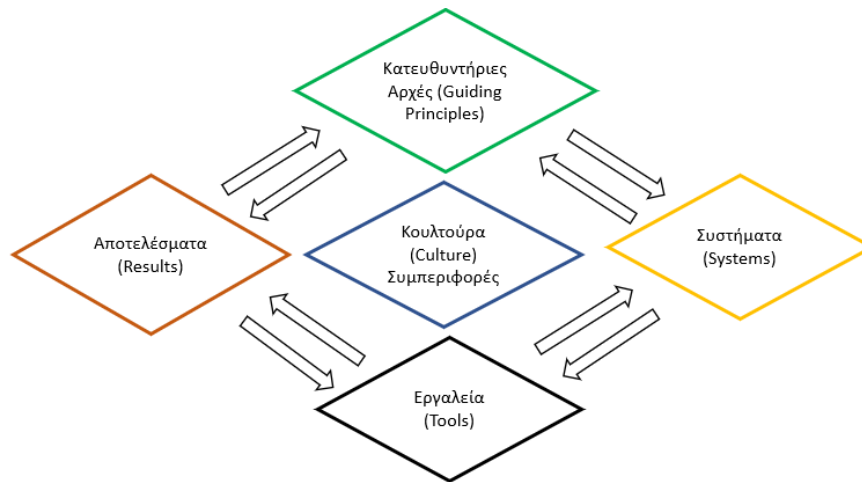 Κατευθυντήριες
Αρχές (Guiding
Principles)
Αποτελέσματα
(Results)
Κουλτούρα
(Culture)
Συμπεριφορές
Συστήματα
(Systems)
Εργαλεία
(Tools)